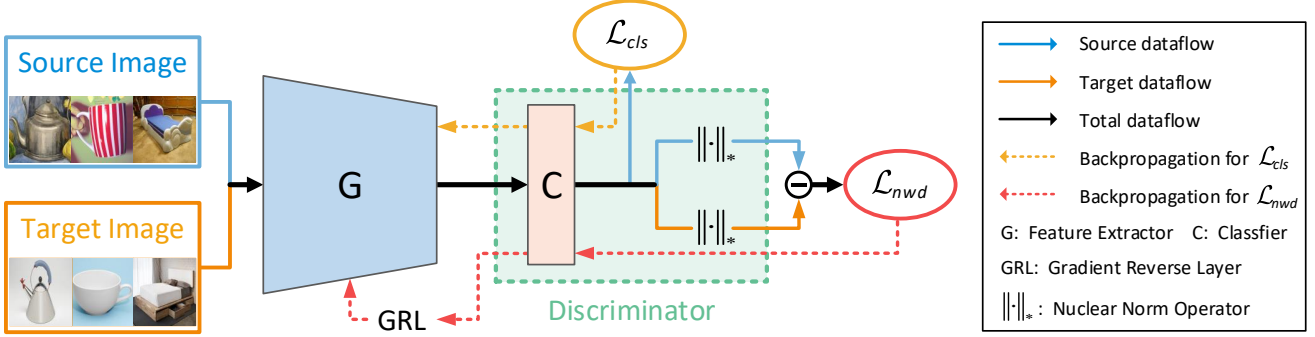 Source Image
Target Image
G
C
GRL
ℒcls
‖·‖*
‖·‖*
ℒnwd
Discriminator
Source dataflow
Target dataflow
Total dataflow
Backpropagation for ℒcls
Backpropagation for ℒnwd
G: Feature Extractor C: Classfier
GRL: Gradient Reverse Layer
‖·‖* : Nuclear Norm Operator